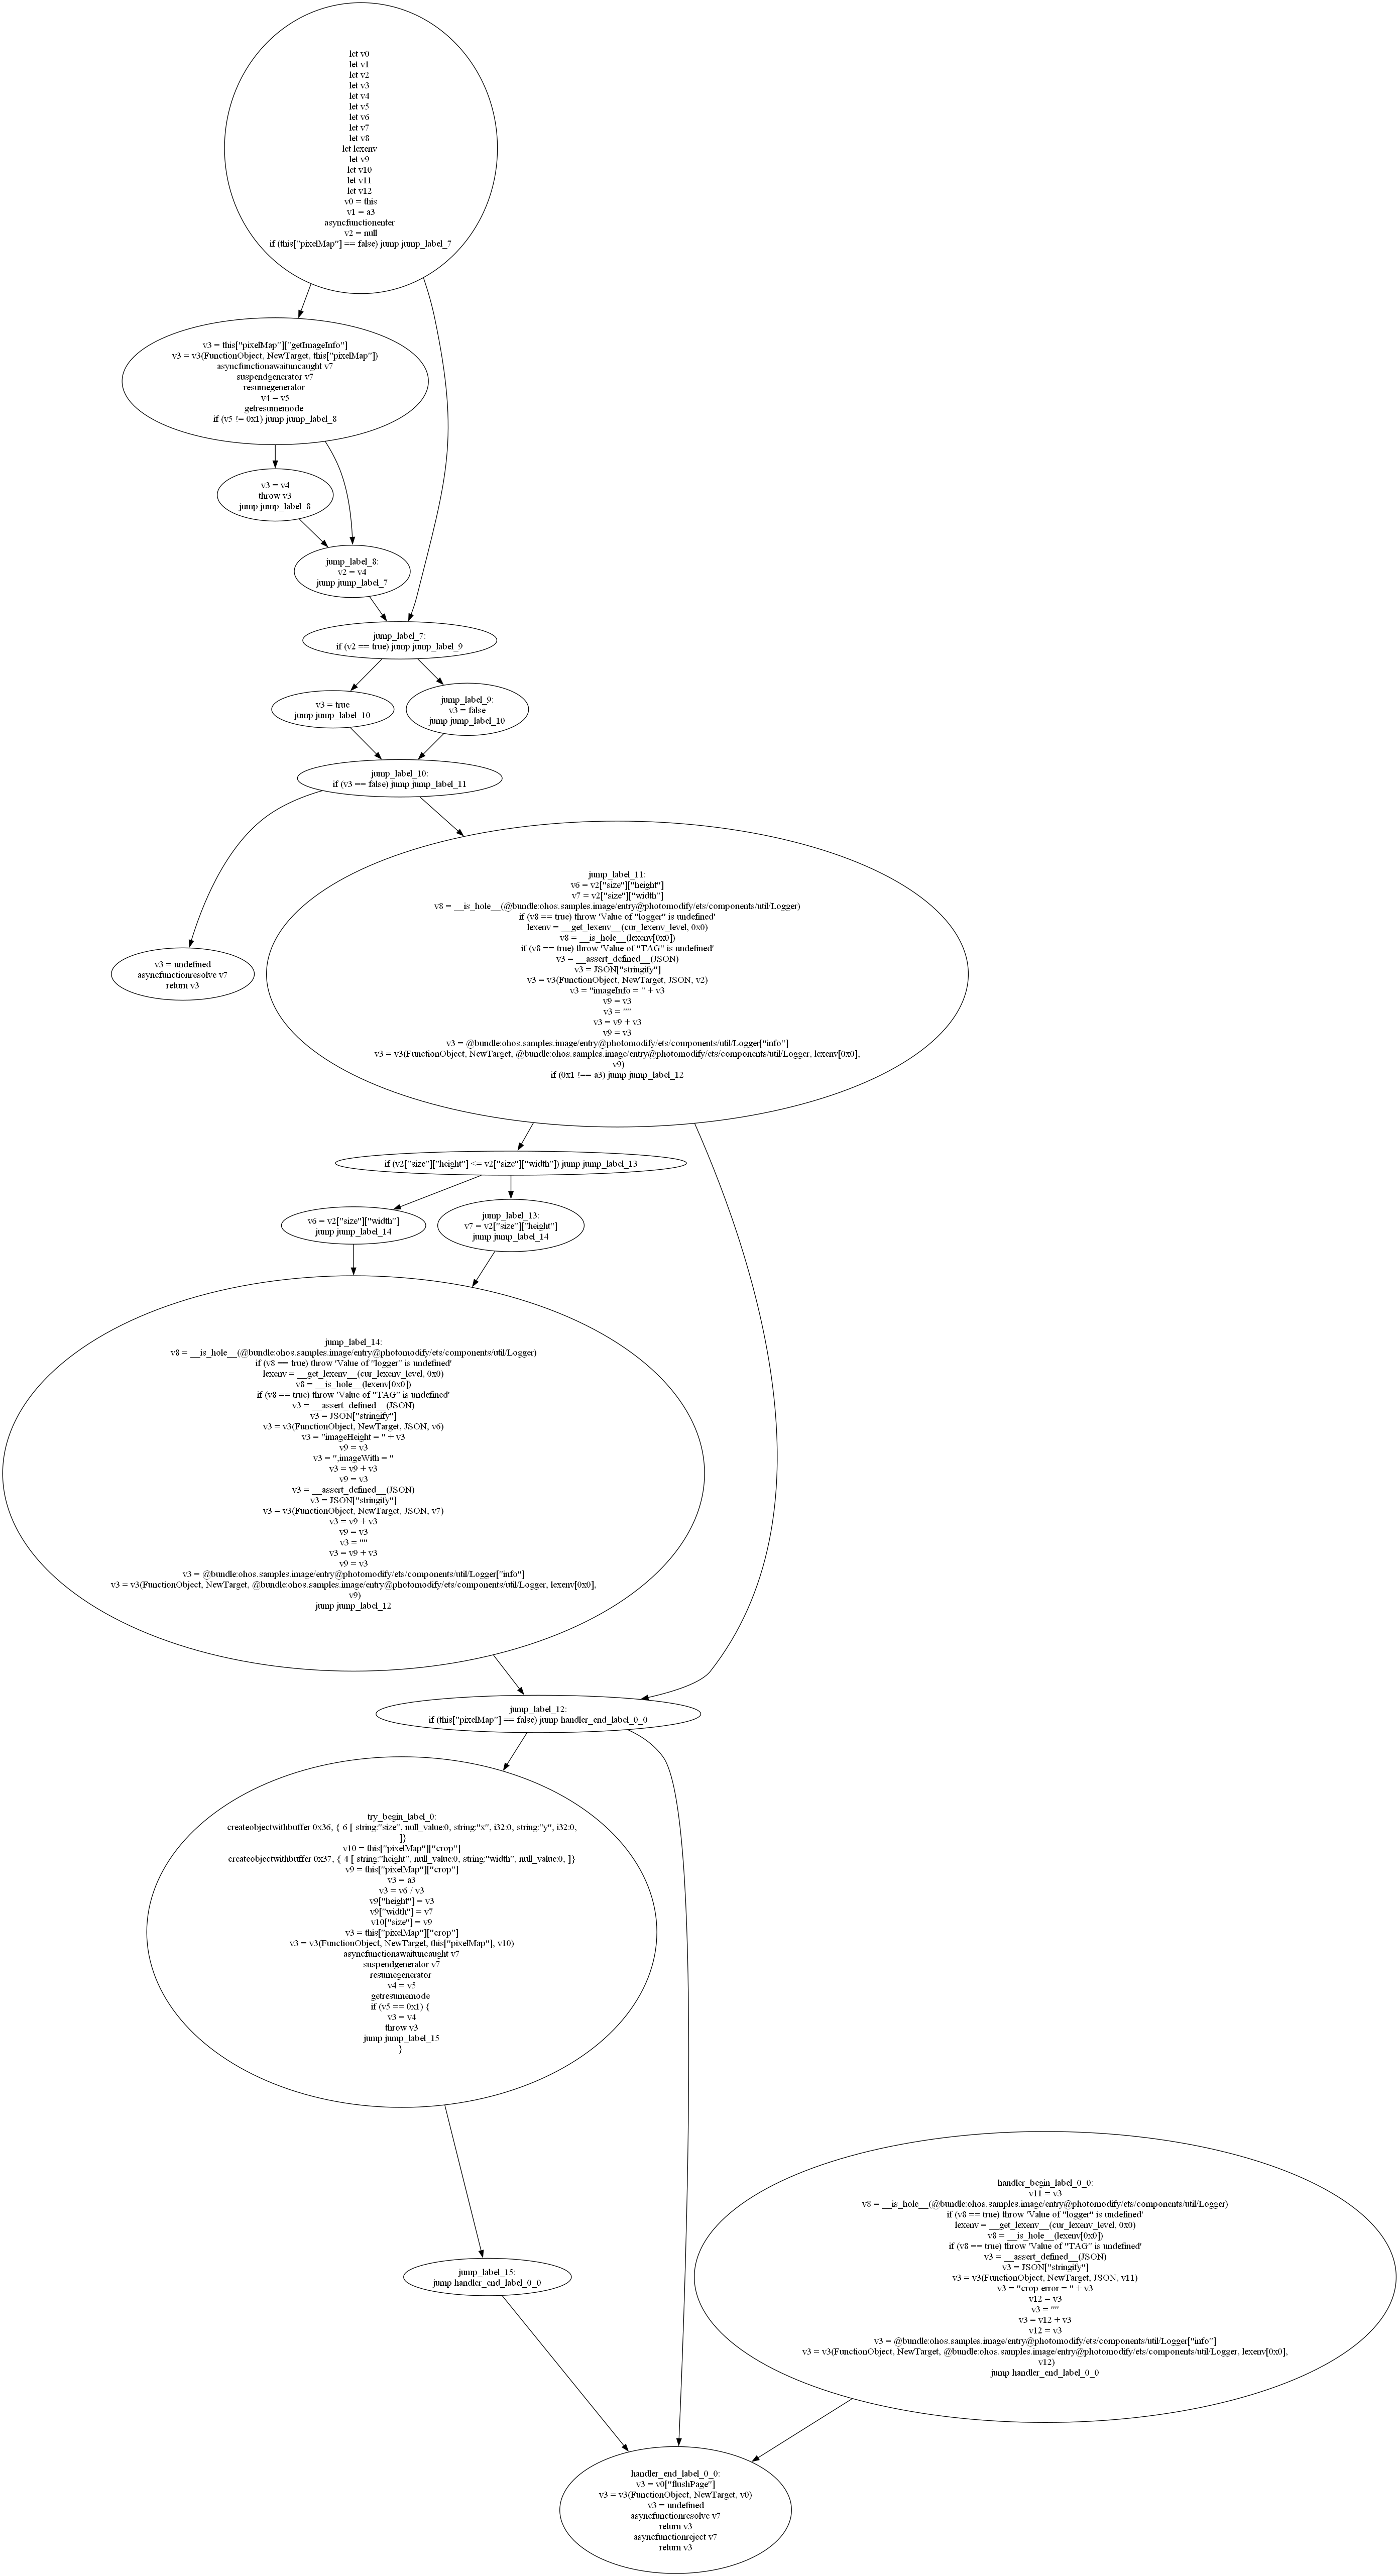 let v0
let v1
let v2
let v3
let v4
let v5
let v6
let v7
let v8
let lexenv
let v9
let v10
let v11
let v12
v0 = this
v1 = a3
asyncfunctionenter
v2 = null
if (this["pixelMap"] == false) jump jump_label_7
v3 = this["pixelMap"]["getImageInfo"]
v3 = v3(FunctionObject, NewTarget, this["pixelMap"])
asyncfunctionawaituncaught v7
suspendgenerator v7
resumegenerator
v4 = v5
getresumemode
if (v5 != 0x1) jump jump_label_8
v3 = v4
throw v3
jump jump_label_8
jump_label_8:
v2 = v4
jump jump_label_7
jump_label_7:
if (v2 == true) jump jump_label_9
v3 = true
jump jump_label_10
jump_label_9:
v3 = false
jump jump_label_10
jump_label_10:
if (v3 == false) jump jump_label_11
v3 = undefined
asyncfunctionresolve v7
return v3
jump_label_11:
v6 = v2["size"]["height"]
v7 = v2["size"]["width"]
v8 = __is_hole__(@bundle:ohos.samples.image/entry@photomodify/ets/components/util/Logger)
if (v8 == true) throw 'Value of "logger" is undefined'
lexenv = __get_lexenv__(cur_lexenv_level, 0x0)
v8 = __is_hole__(lexenv[0x0])
if (v8 == true) throw 'Value of "TAG" is undefined'
v3 = __assert_defined__(JSON)
v3 = JSON["stringify"]
v3 = v3(FunctionObject, NewTarget, JSON, v2)
v3 = "imageInfo = " + v3
v9 = v3
v3 = ""
v3 = v9 + v3
v9 = v3
v3 = @bundle:ohos.samples.image/entry@photomodify/ets/components/util/Logger["info"]
v3 = v3(FunctionObject, NewTarget, @bundle:ohos.samples.image/entry@photomodify/ets/components/util/Logger, lexenv[0x0],
v9)
if (0x1 !== a3) jump jump_label_12
if (v2["size"]["height"] <= v2["size"]["width"]) jump jump_label_13
v6 = v2["size"]["width"]
jump jump_label_14
jump_label_13:
v7 = v2["size"]["height"]
jump jump_label_14
jump_label_14:
v8 = __is_hole__(@bundle:ohos.samples.image/entry@photomodify/ets/components/util/Logger)
if (v8 == true) throw 'Value of "logger" is undefined'
lexenv = __get_lexenv__(cur_lexenv_level, 0x0)
v8 = __is_hole__(lexenv[0x0])
if (v8 == true) throw 'Value of "TAG" is undefined'
v3 = __assert_defined__(JSON)
v3 = JSON["stringify"]
v3 = v3(FunctionObject, NewTarget, JSON, v6)
v3 = "imageHeight = " + v3
v9 = v3
v3 = ",imageWith = "
v3 = v9 + v3
v9 = v3
v3 = __assert_defined__(JSON)
v3 = JSON["stringify"]
v3 = v3(FunctionObject, NewTarget, JSON, v7)
v3 = v9 + v3
v9 = v3
v3 = ""
v3 = v9 + v3
v9 = v3
v3 = @bundle:ohos.samples.image/entry@photomodify/ets/components/util/Logger["info"]
v3 = v3(FunctionObject, NewTarget, @bundle:ohos.samples.image/entry@photomodify/ets/components/util/Logger, lexenv[0x0],
v9)
jump jump_label_12
jump_label_12:
if (this["pixelMap"] == false) jump handler_end_label_0_0
try_begin_label_0:
createobjectwithbuffer 0x36, { 6 [ string:"size", null_value:0, string:"x", i32:0, string:"y", i32:0,
]}
v10 = this["pixelMap"]["crop"]
createobjectwithbuffer 0x37, { 4 [ string:"height", null_value:0, string:"width", null_value:0, ]}
v9 = this["pixelMap"]["crop"]
v3 = a3
v3 = v6 / v3
v9["height"] = v3
v9["width"] = v7
v10["size"] = v9
v3 = this["pixelMap"]["crop"]
v3 = v3(FunctionObject, NewTarget, this["pixelMap"], v10)
asyncfunctionawaituncaught v7
suspendgenerator v7
resumegenerator
v4 = v5
getresumemode
if (v5 == 0x1) {
v3 = v4
throw v3
jump jump_label_15
}
jump_label_15:
jump handler_end_label_0_0
handler_begin_label_0_0:
v11 = v3
v8 = __is_hole__(@bundle:ohos.samples.image/entry@photomodify/ets/components/util/Logger)
if (v8 == true) throw 'Value of "logger" is undefined'
lexenv = __get_lexenv__(cur_lexenv_level, 0x0)
v8 = __is_hole__(lexenv[0x0])
if (v8 == true) throw 'Value of "TAG" is undefined'
v3 = __assert_defined__(JSON)
v3 = JSON["stringify"]
v3 = v3(FunctionObject, NewTarget, JSON, v11)
v3 = "crop error = " + v3
v12 = v3
v3 = ""
v3 = v12 + v3
v12 = v3
v3 = @bundle:ohos.samples.image/entry@photomodify/ets/components/util/Logger["info"]
v3 = v3(FunctionObject, NewTarget, @bundle:ohos.samples.image/entry@photomodify/ets/components/util/Logger, lexenv[0x0],
v12)
jump handler_end_label_0_0
handler_end_label_0_0:
v3 = v0["flushPage"]
v3 = v3(FunctionObject, NewTarget, v0)
v3 = undefined
asyncfunctionresolve v7
return v3
asyncfunctionreject v7
return v3